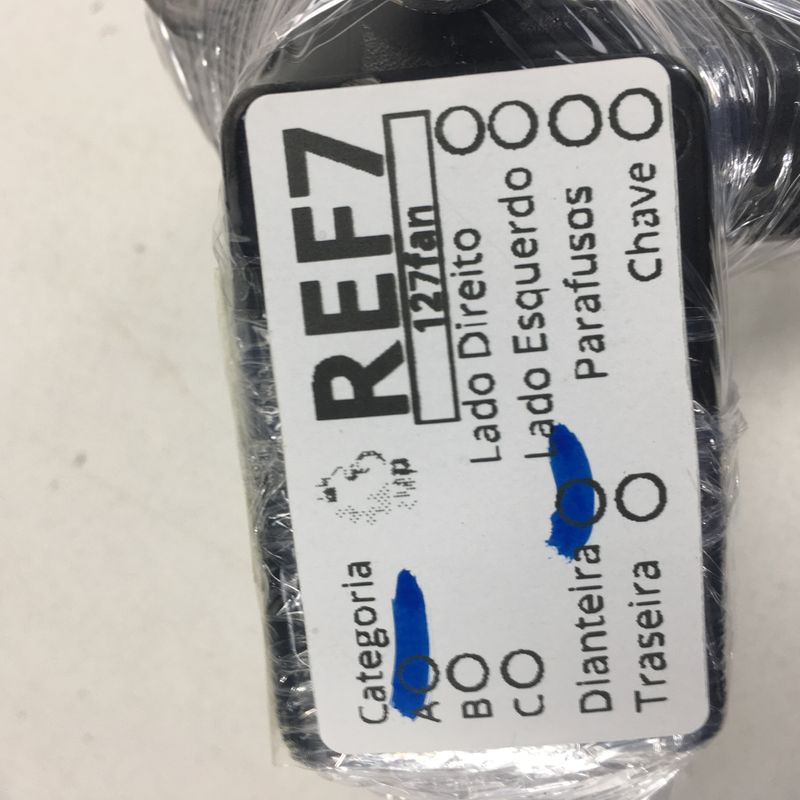 REF7
127fan
Categoria
A
B
C
Lado Direito
Lado Esquerdo
Dianteira
Parafusos
Traseira
Chave